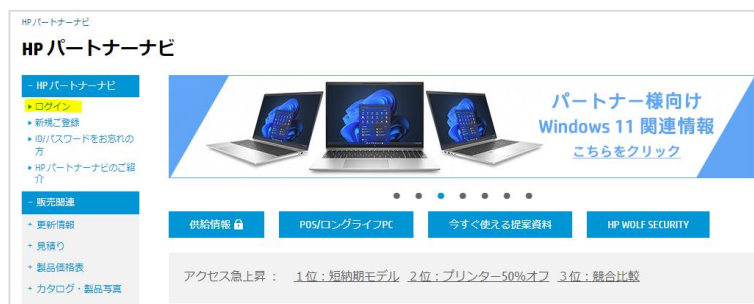 HP パートナーナビ
HP パートナーナビ
- HP パートナーナビ
ログイン
新規ご登録
ID/パスワードをお忘れの
方
HP パートナーナビのご紹
介
- 販売関連
+ 更新情報
+ 見積り
+ 製品価格表
+ カタログ・製品写真
パートナー様向け
Windows 11 関連情報
こちらをクリック
供給情報
POS/ロングライフPC
今すぐ使える提案資料
HP WOLF SECURITY
アクセス急上昇 : 1位:短納期モデル 2位:プリンター50%オフ 3位:競合比較